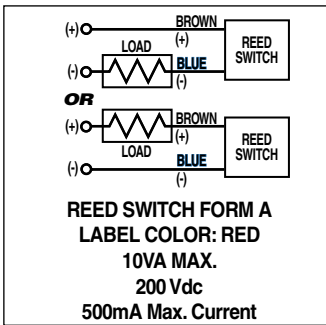 BROWN
(+) (+) REED
LOAD SWITCH
(-) BLUE
(-)
OR
(+) BROWN
(+) REED
LOAD SWITCH
(-) BLUE
(-)
REED SWITCH FORM A
LABEL COLOR: RED
10VA MAX.
200 Vdc
500mA Max. Current